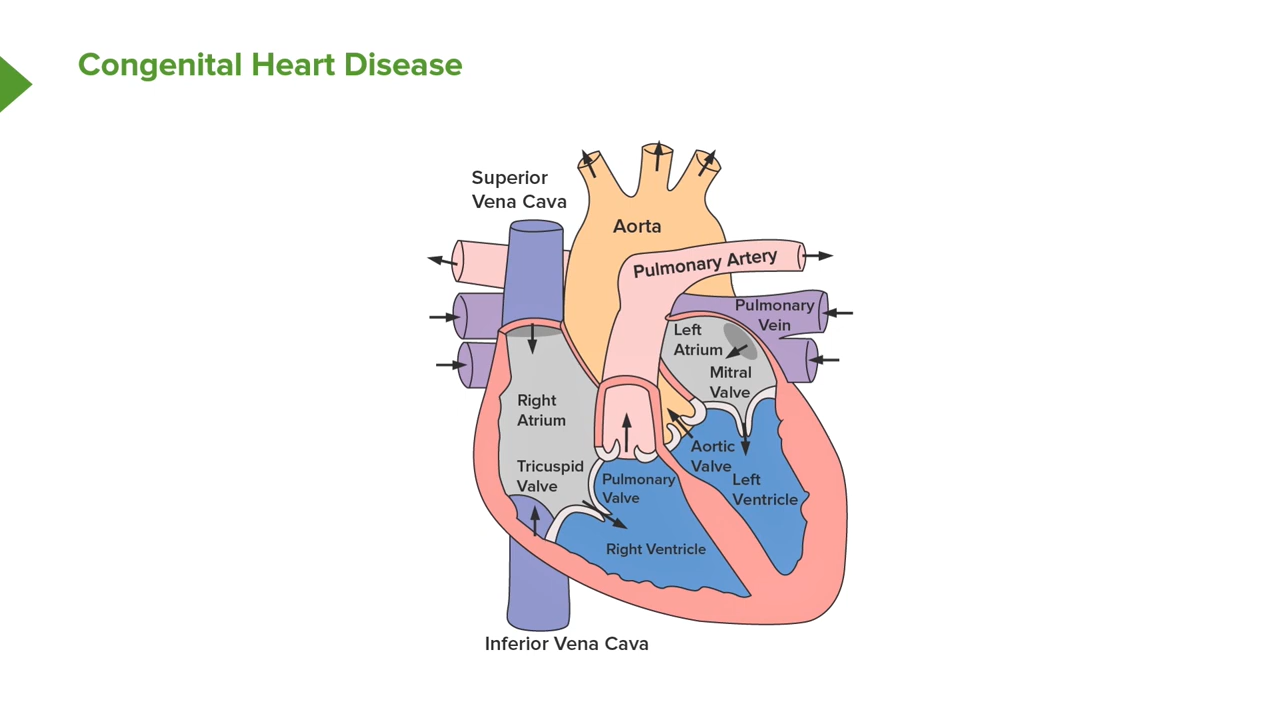 Congenital Heart Disease
Superior
Vena Cava
Aorta
Pulmonary Artery
Pulmonary
Vein
Left
Atrium
Mitral
Valve
Right
Atrium
Aortic
Valve
Tricuspid
Valve
Pulmonary
Valve
Left
Ventricle
Right Ventricle
Inferior Vena Cava